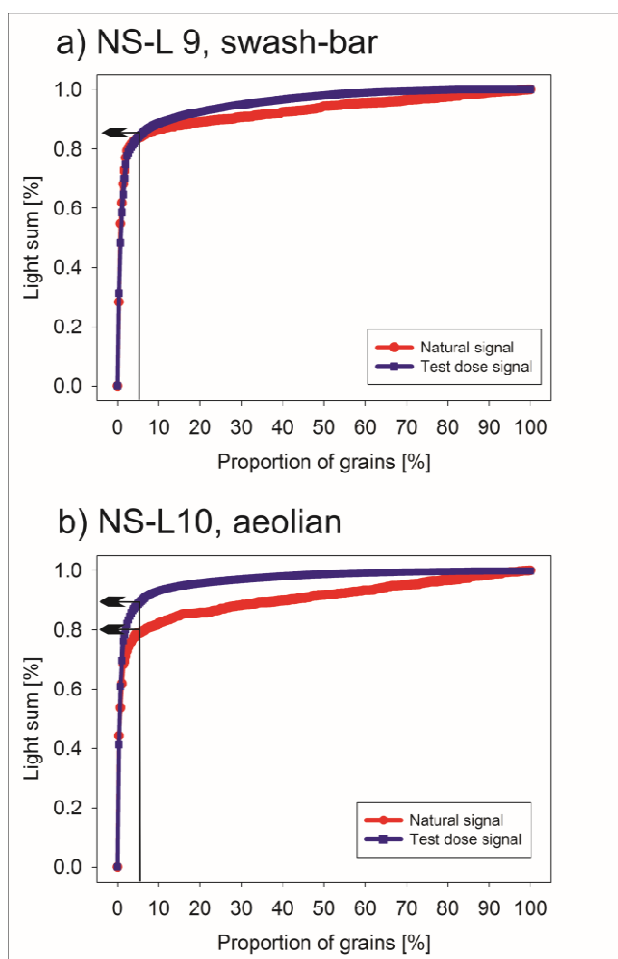 a) NS-L 9, swash-bar
1.0
0.8
0.6
0.4
0.2
0.0
Light sum [%]
Natural signal
Test dose signal
0 10 20 30 40 50 60 70 80 90 100
Proportion of grains [%]
b) NS-L10, aeolian
1.0
0.8
0.6
0.4
0.2
0.0
Light sum [%]
Natural signal
Test dose signal
0 10 20 30 40 50 60 70 80 90 100
Proportion of grains [%]